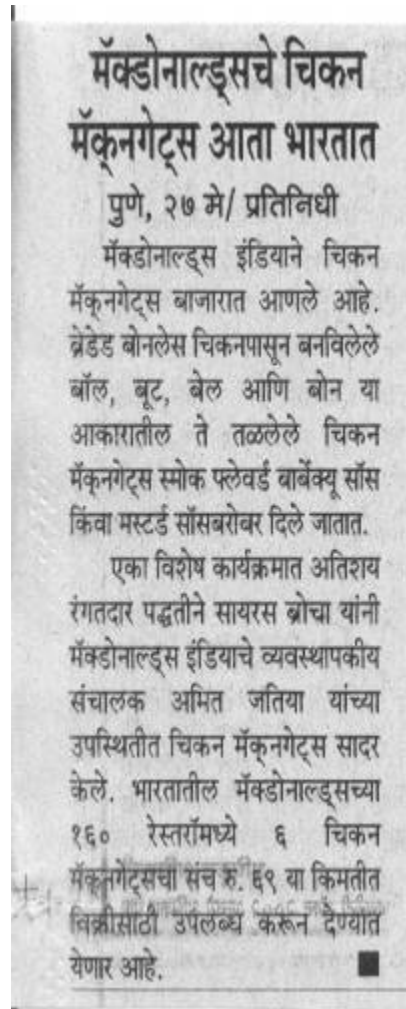 मॅक्डोनाल्ड्सचे चिकन
मॅक्‌नगेट्स आता भारतात
पुणे, २७ मे/ प्रतिनिधी
मॅक्डोनाल्ड्स इंडियाने चिकन
मॅक्‌नगेट्स बाजारात आणले आहे.
ब्रेडेड बोनलेस चिकनपासून बनविलेले
बॉल, बूट, बेल आणि बोन या
आकारातील ते तळलेले चिकन
मॅक्‌नगेट्स स्मोक फ्लेवर्ड बार्बेक्यू सॉस
किंवा मस्टर्ड सॉसबरोबर दिले जातात.
एका विशेष कार्यक्रमात अतिशय
रंगतदार पद्धतीने सायरस ब्रोचा यांनी
मॅक्डोनाल्ड्स इंडियाचे व्यवस्थापकीय
संचालक अमित जतिया यांच्या
उपस्थितीत चिकन मॅक्‌नगेट्स सादर
केले. भारतातील मॅक्डोनाल्ड्सच्या
१६० रेस्तरॉमध्ये ६ चिकन
मॅक्‌नगेट्सचा संच रु. ६९ या किमतीत
विक्रीसाठी उपलब्ध करून देण्यात
येणार आहे.